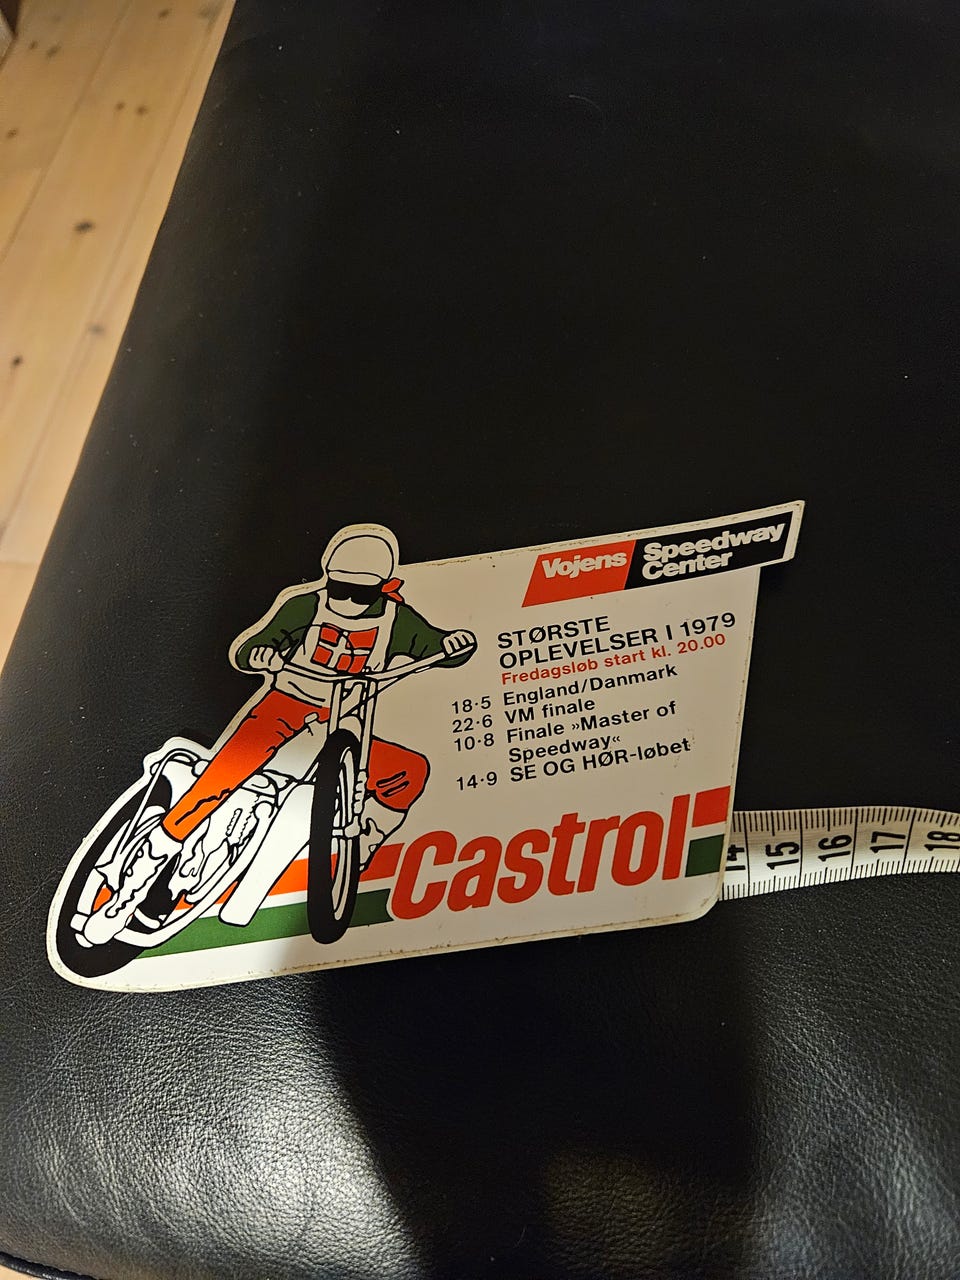 Vojens Speedway
Center
STØRSTE
OPLEVELSER I 1979
Fredagsløb start kl. 20.00
18·5 England/Danmark
22·6 VM finale
10·8 Finale »Master of
Speedway«
14·9 SE OG HØR-løbet
Castrol
14 15 16 17 18